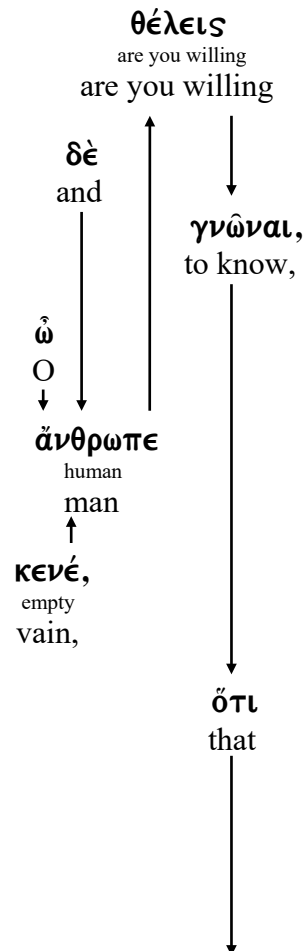 θέλεις
are you willing
are you willing
δὲ
and
γνῶναι,
to know,
ὦ
O
ἄνθρωπε
human
man
κενέ,
empty
vain,
ὅτι
that